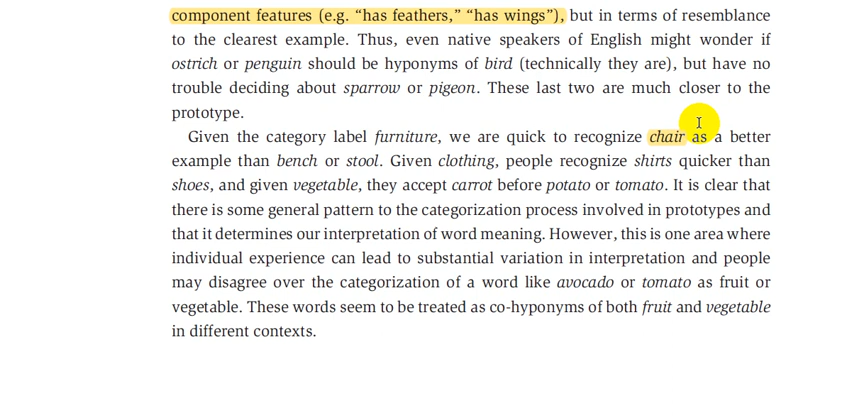 component features (e.g. “has feathers,” “has wings”), but in terms of resemblance
to the clearest example. Thus, even native speakers of English might wonder if
ostrich or penguin should be hyponyms of bird (technically they are), but have no
trouble deciding about sparrow or pigeon. These last two are much closer to the
prototype.
Given the category label furniture, we are quick to recognize chair as a better
example than bench or stool. Given clothing, people recognize shirts quicker than
shoes, and given vegetable, they accept carrot before potato or tomato. It is clear that
there is some general pattern to the categorization process involved in prototypes and
that it determines our interpretation of word meaning. However, this is one area where
individual experience can lead to substantial variation in interpretation and people
may disagree over the categorization of a word like avocado or tomato as fruit or
vegetable. These words seem to be treated as co-hyponyms of both fruit and vegetable
in different contexts.